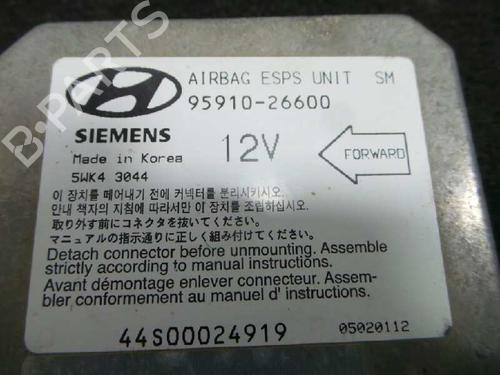 AIRBAG ESPS UNIT SM
95910-26600
SIEMENS
Made in Korea
5WK4 3044
12V
FORWARD
이 장치를 떼어내기 전에 커넥터를 분리시키시오.
안내 책자의 지침에 따라서만 이 장치를 조립하십시오.
取り外す前にコネクタを抜いてください。
マニュアルの指示通りに正しく組み付けてください。
Detach connector before unmounting. Assemble
strictly according to manual instructions.
Avant démontage enlever connecteur. Assem-
bler conformement au manuel d' instructions.
44S00024919
05020112
B-PARTS